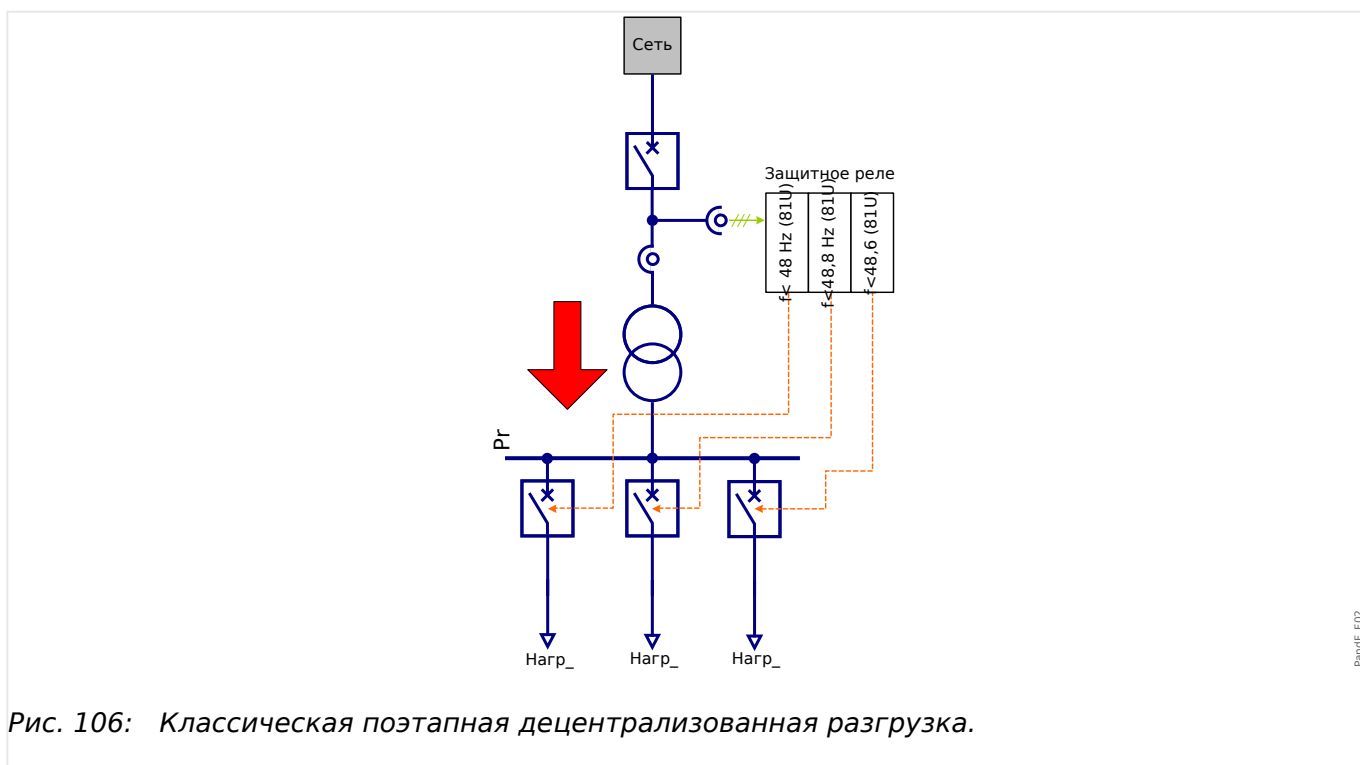 Сеть
Защитное реле
f< 48 Hz (81U)
f<48,8 Hz (81U)
f<48,6 (81U)
Pr
Нагр_
Нагр_
Нагр_
PandF_E02
Рис. 106: Классическая поэтапная децентрализованная разгрузка.